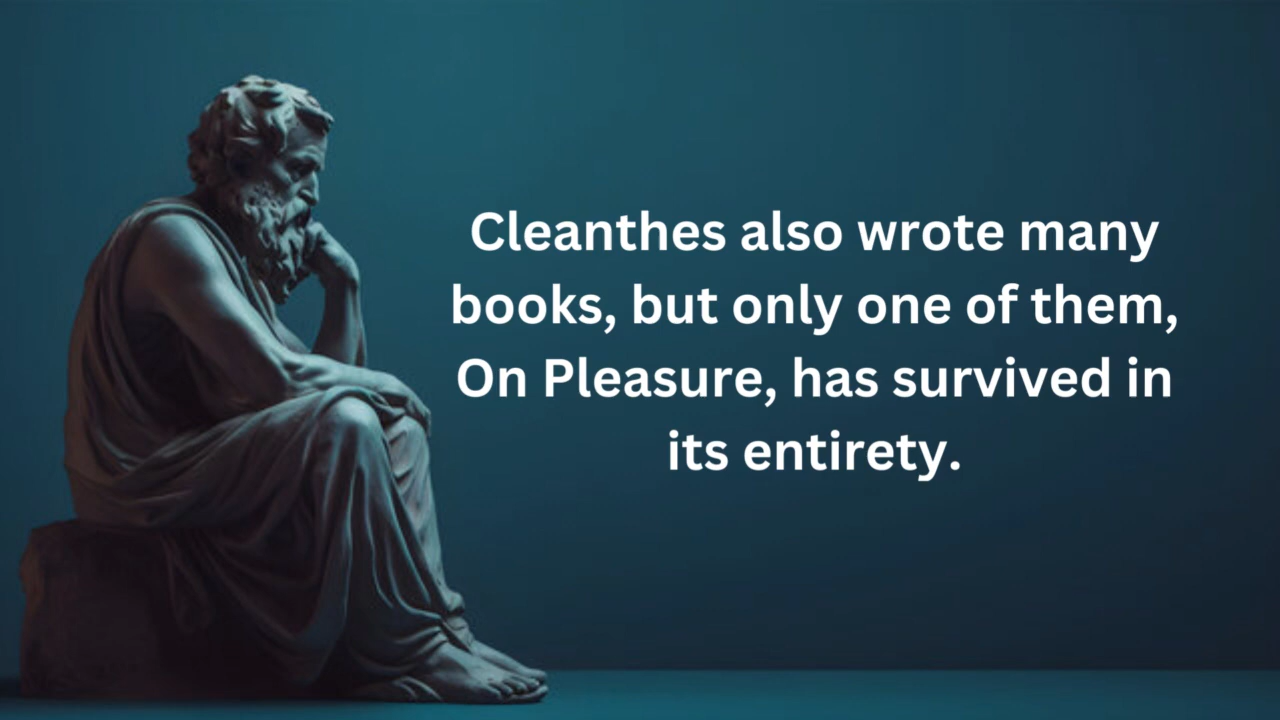 Cleanthes also wrote many
books, but only one of them,
On Pleasure, has survived in
its entirety.